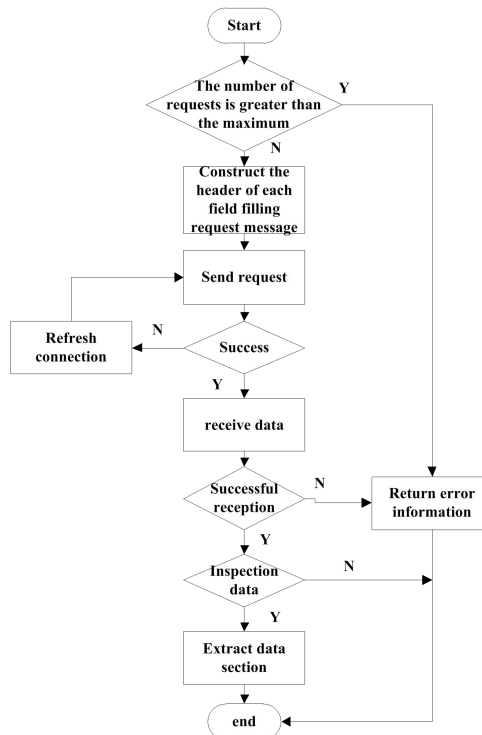 Start
The number of
requests is greater than
the maximum
Y
N
Construct the
header of each
field filling
request message
Send request
Refresh
connection
N
Success
Y
receive data
Successful
reception
N
Return error
information
Y
Inspection
data
N
Y
Extract data
section
end